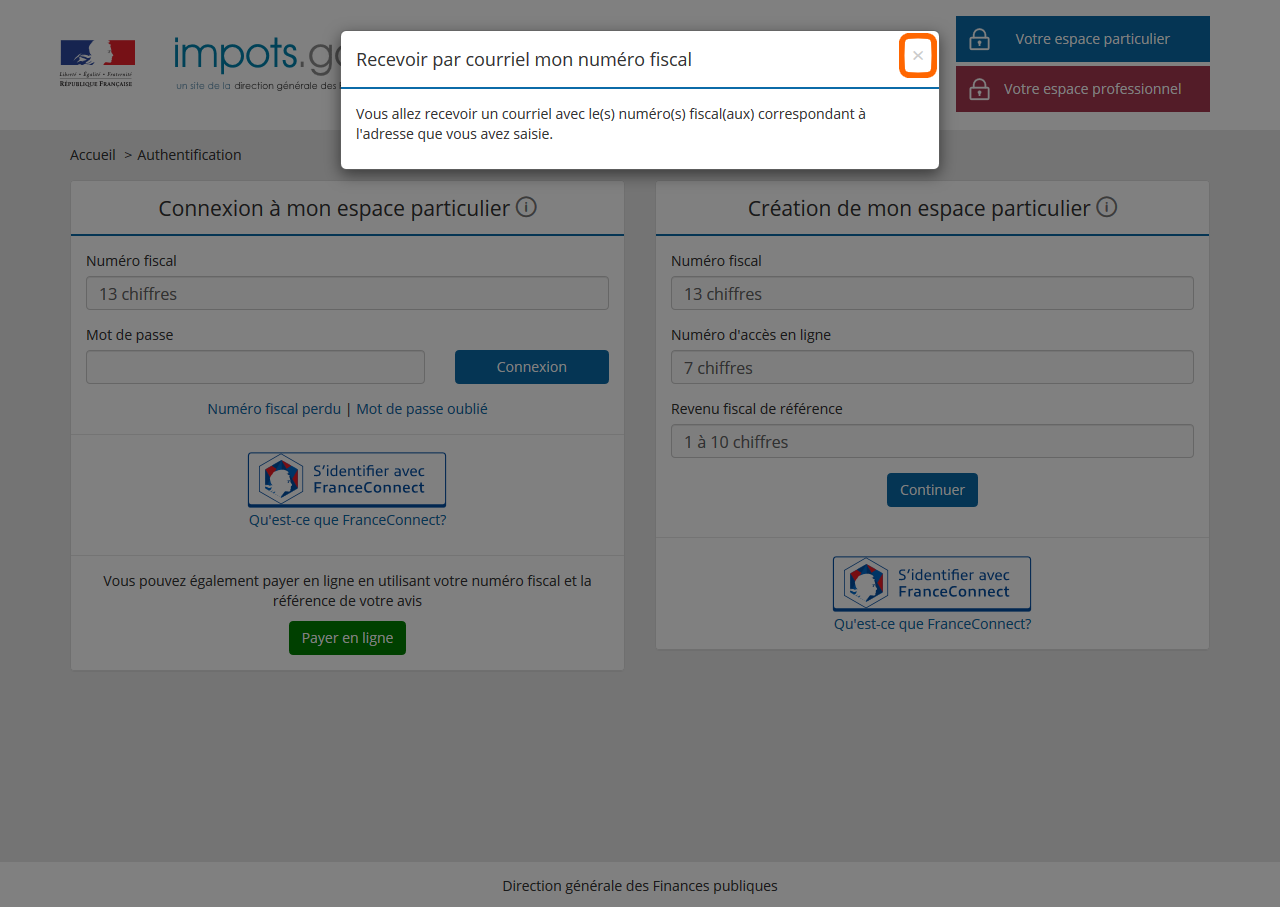 Liberté • Égalité • Fraternité
RÉPUBLIQUE FRANÇAISE
impots.go
un site de la direction générale des
Recevoir par courriel mon numéro fiscal
×
Vous allez recevoir un courriel avec le(s) numéro(s) fiscal(aux) correspondant à
l'adresse que vous avez saisie.
Votre espace particulier
Votre espace professionnel
Accueil > Authentification
Connexion à mon espace particulier
Numéro fiscal
13 chiffres
Mot de passe
Connexion
Numéro fiscal perdu | Mot de passe oublié
S'identifier avec
FranceConnect
Qu'est-ce que FranceConnect?
Vous pouvez également payer en ligne en utilisant votre numéro fiscal et la
référence de votre avis
Payer en ligne
Création de mon espace particulier
Numéro fiscal
13 chiffres
Numéro d'accès en ligne
7 chiffres
Revenu fiscal de référence
1 à 10 chiffres
Continuer
S'identifier avec
FranceConnect
Qu'est-ce que FranceConnect?
Direction générale des Finances publiques